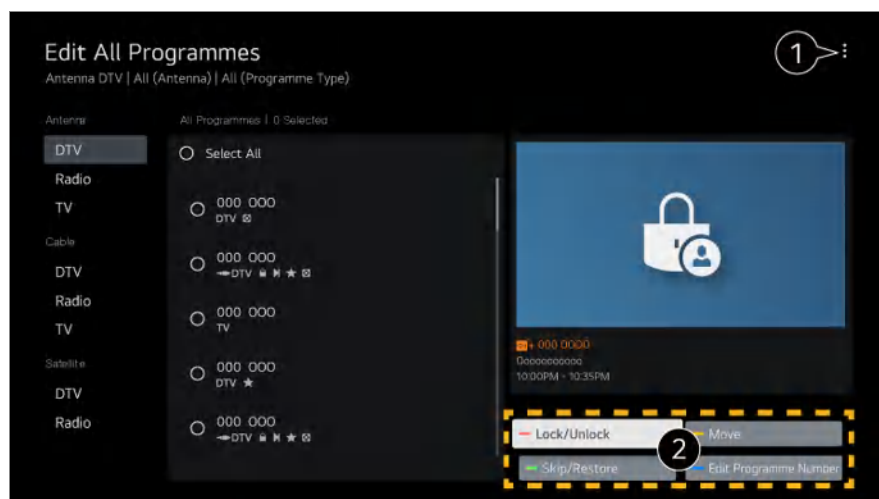 Edit All Programmes
Antenna DTV | All (Antenna) | All (Programme Type)
1
Antenna
DTV
Radio
TV
Cable
DTV
Radio
TV
Satellite
DTV
Radio
All Programmes | 0 Selected
Select All
000 000
DTV
000 000
DTV
000 000
TV
000 000
DTV
000 000
DTV
000 0000
Oooooooooo
10:00PM - 10:35PM
Lock/Unlock
Move
2
Skip/Restore
Edit Programme Number